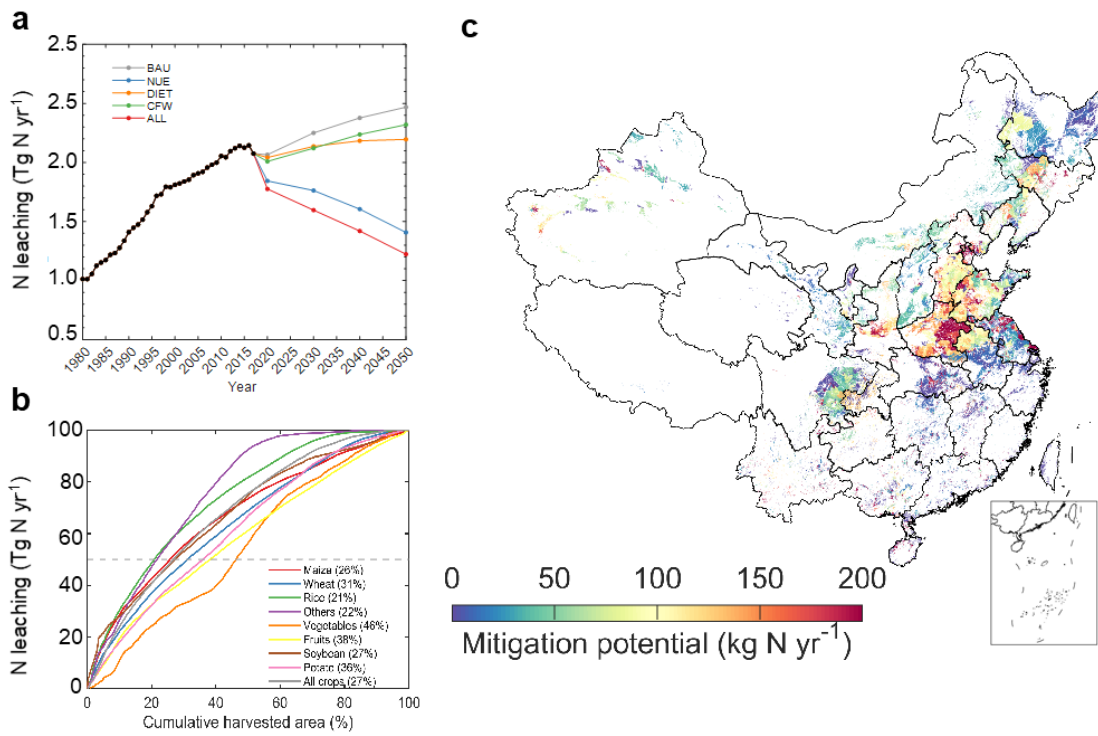 a
2.5
2.5
2.0
1.5
1.0
0.5
N leaching (Tg N yr-1)
BAU
NUE
DIET
CFW
ALL
1980 1985 1990 1995 2000 2005 2010 2015 2020 2025 2030 2035 2040 2045 2050
Year
b
100
80
60
40
20
0
N leaching (Tg N yr-1)
Maize (26%)
Wheat (31%)
Rice (21%)
Others (22%)
Vegetables (46%)
Fruits (38%)
Soybean (27%)
Potato (36%)
All crops (27%)
0 20 40 60 80 100
Cumulative harvested area (%)
c
0 50 100 150 200
Mitigation potential (kg N yr-1)